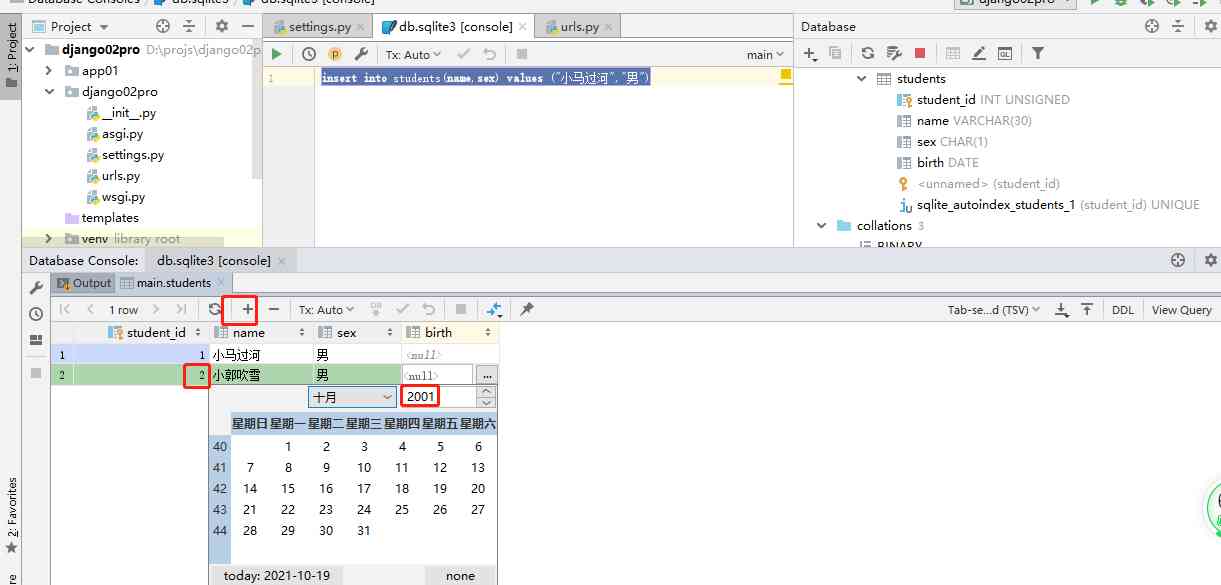 settings.py
db.sqlite3 [console]
urls.py
Project
1: Project
django02pro D:\projs\django02p
app01
django02pro
__init__.py
asgi.py
settings.py
urls.py
wsgi.py
templates
venv library root
Tx: Auto
main
1
insert into students(name,sex) values ("小马过河","男")
Database
students
student_id INT UNSIGNED
name VARCHAR(30)
sex CHAR(1)
birth DATE
<unnamed> (student_id)
sqlite_autoindex_students_1 (student_id) UNIQUE
collations 3
BINARY
Database Console:
db.sqlite3 [console]
Output
main.students
1 row
Tx: Auto
Tab-se...d (TSV)
DDL
View Query
student_id name sex birth
1 1 小马过河 男 <null>
2 2 小郭吹雪 男 <null> ...
十月 2001
星期日 星期一 星期二 星期三 星期四 星期五 星期六
40 1 2 3 4 5 6
41 7 8 9 10 11 12 13
42 14 15 16 17 18 19 20
43 21 22 23 24 25 26 27
44 28 29 30 31
today: 2021-10-19 none
2: Favorites